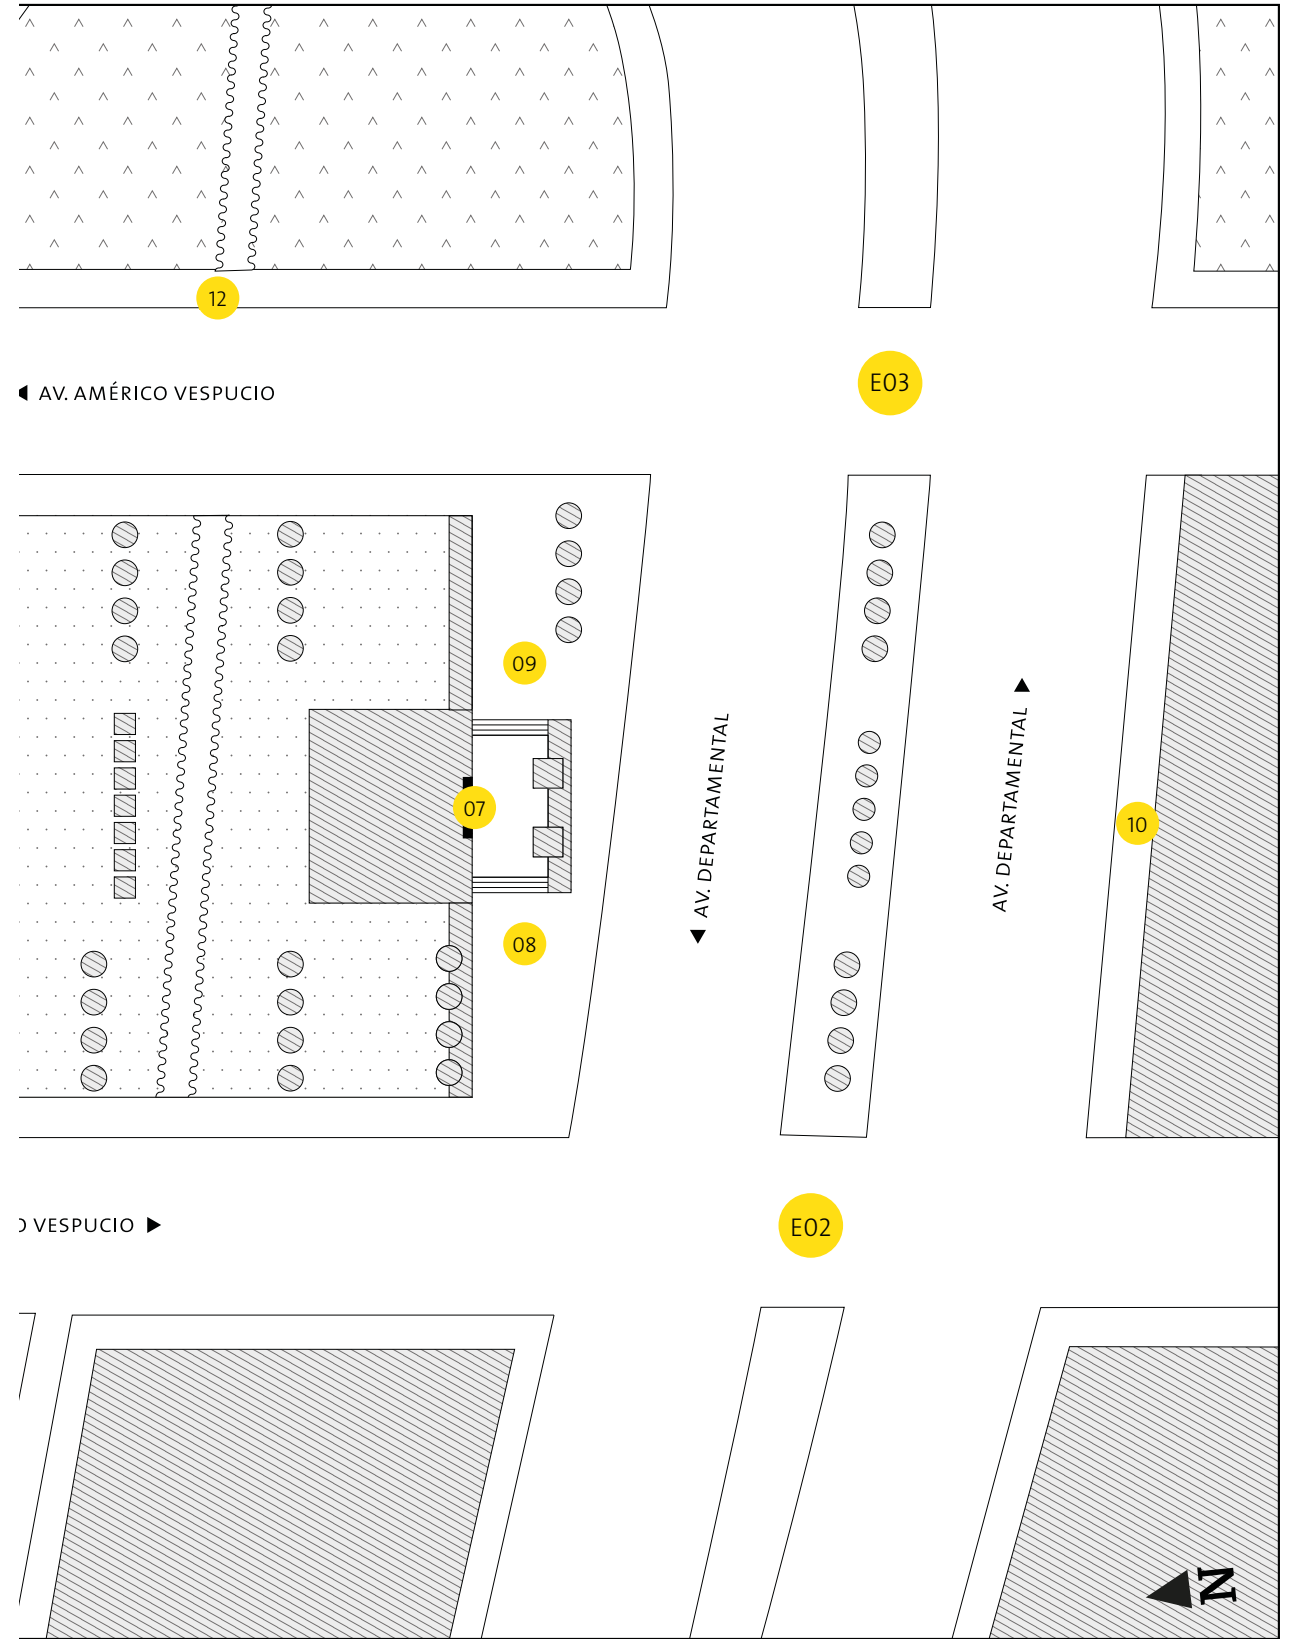 12
◄ AV. AMÉRICO VESPUCIO
E03
09
AV. DEPARTAMENTAL
AV. DEPARTAMENTAL
07
10
08
VESPUCIO ►
E02
N